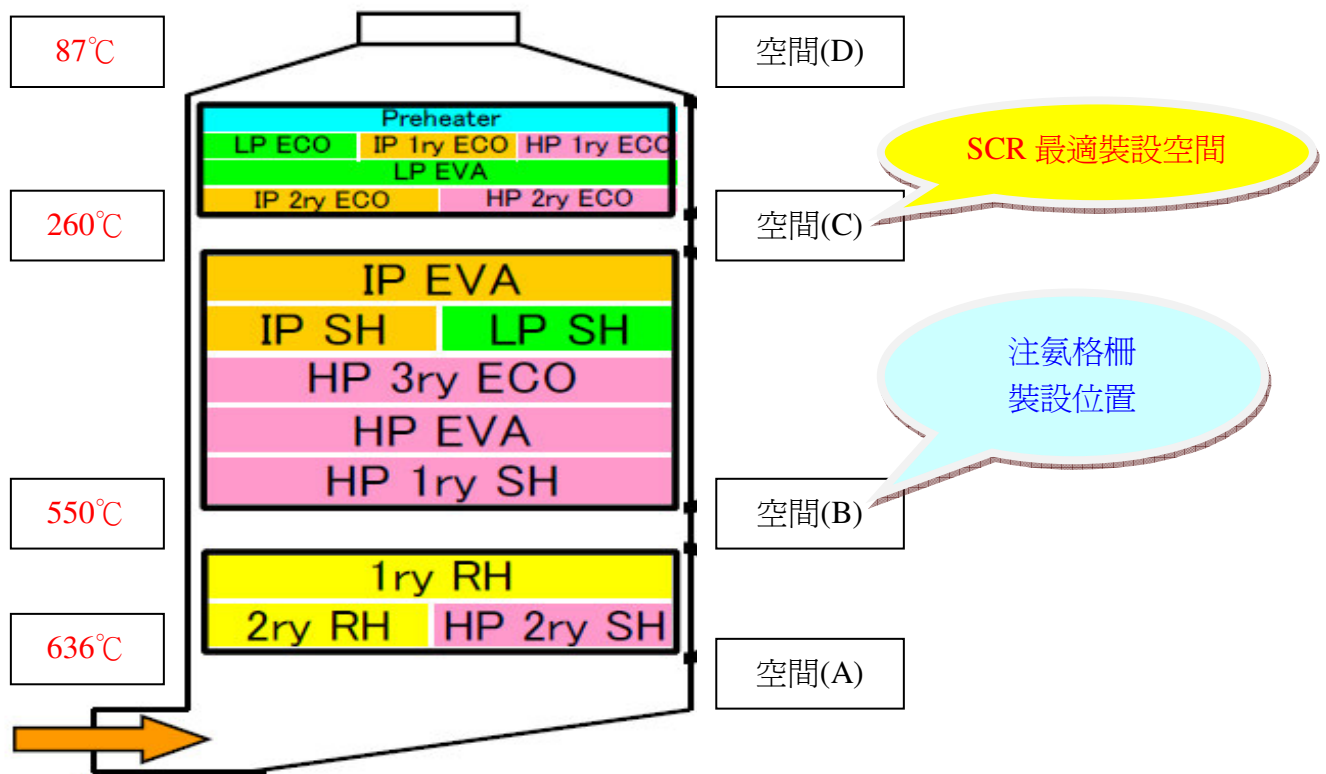 87℃
空間(D)
Preheater
LP ECO IP 1ry ECO HP 1ry ECO
LP EVA
IP 2ry ECO HP 2ry ECO
SCR 最適裝設空間
260℃
空間(C)
IP EVA
IP SH LP SH
HP 3ry ECO
HP EVA
HP 1ry SH
注氨格柵
裝設位置
550℃
空間(B)
1ry RH
2ry RH HP 2ry SH
636℃
空間(A)